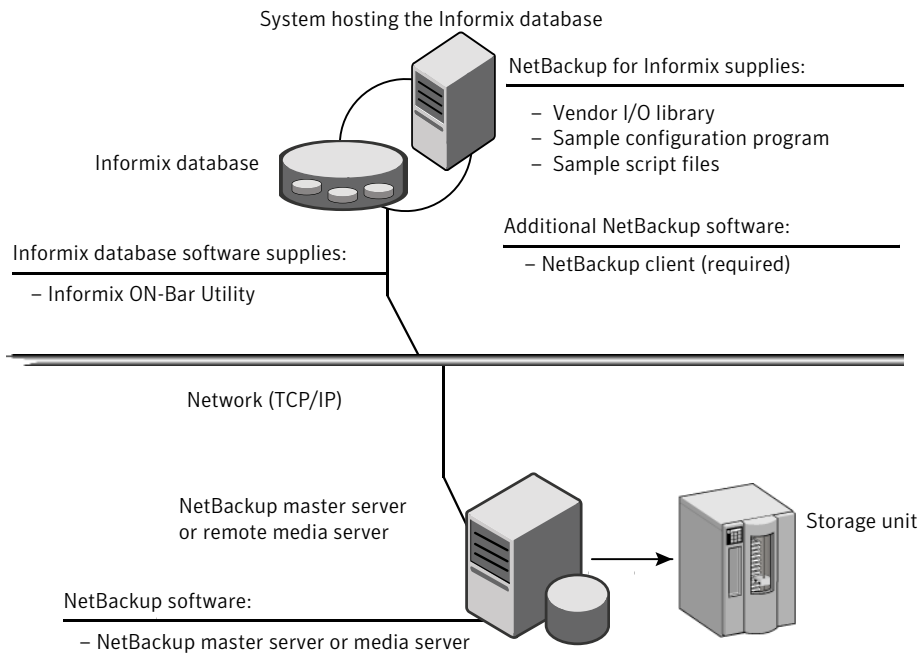 System hosting the Informix database
NetBackup for Informix supplies:
– Vendor I/O library
– Sample configuration program
– Sample script files
Informix database
Additional NetBackup software:
– NetBackup client (required)
Informix database software supplies:
– Informix ON-Bar Utility
Network (TCP/IP)
NetBackup master server
or remote media server
Storage unit
NetBackup software:
– NetBackup master server or media server